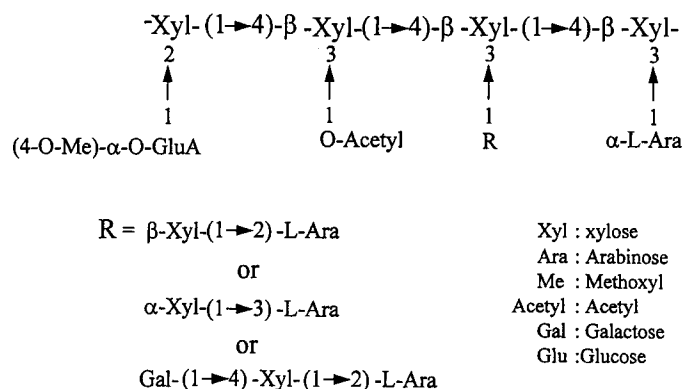 -Xyl-(1→4)-β -Xyl-(1→4)-β -Xyl-(1→4)-β -Xyl-
2 3 3 3
1 1 1 1
(4-O-Me)-α-O-GluA O-Acetyl R α-L-Ara
R = β-Xyl-(1→2) -L-Ara
or
α-Xyl-(1→3) -L-Ara
or
Gal-(1→4) -Xyl-(1→2) -L-Ara
Xyl : xylose
Ara : Arabinose
Me : Methoxyl
Acetyl : Acetyl
Gal : Galactose
Glu : Glucose